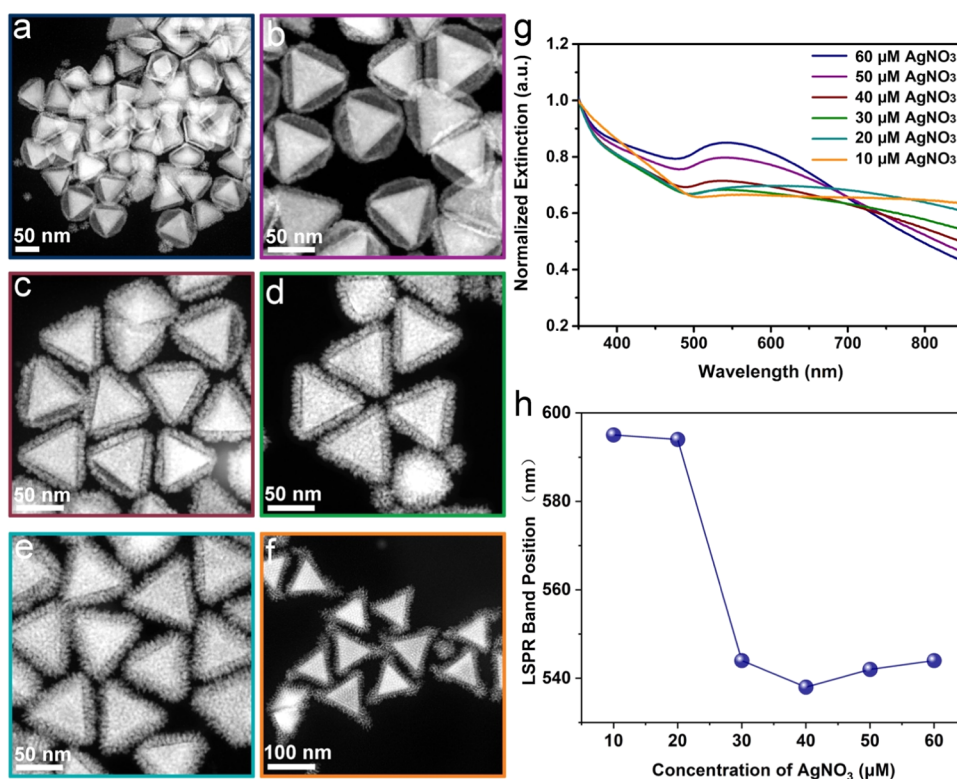 a
50 nm
b
50 nm
c
50 nm
d
50 nm
e
50 nm
f
100 nm
g
Normalized Extinction (a.u.)
1.2
1.0
0.8
0.6
0.4
0.2
60 µM AgNO₃
50 µM AgNO₃
40 µM AgNO₃
30 µM AgNO₃
20 µM AgNO₃
10 µM AgNO₃
400 500 600 700 800
Wavelength (nm)
h
LSPR Band Position (nm)
600
580
560
540
10 20 30 40 50 60
Concentration of AgNO₃ (µM)